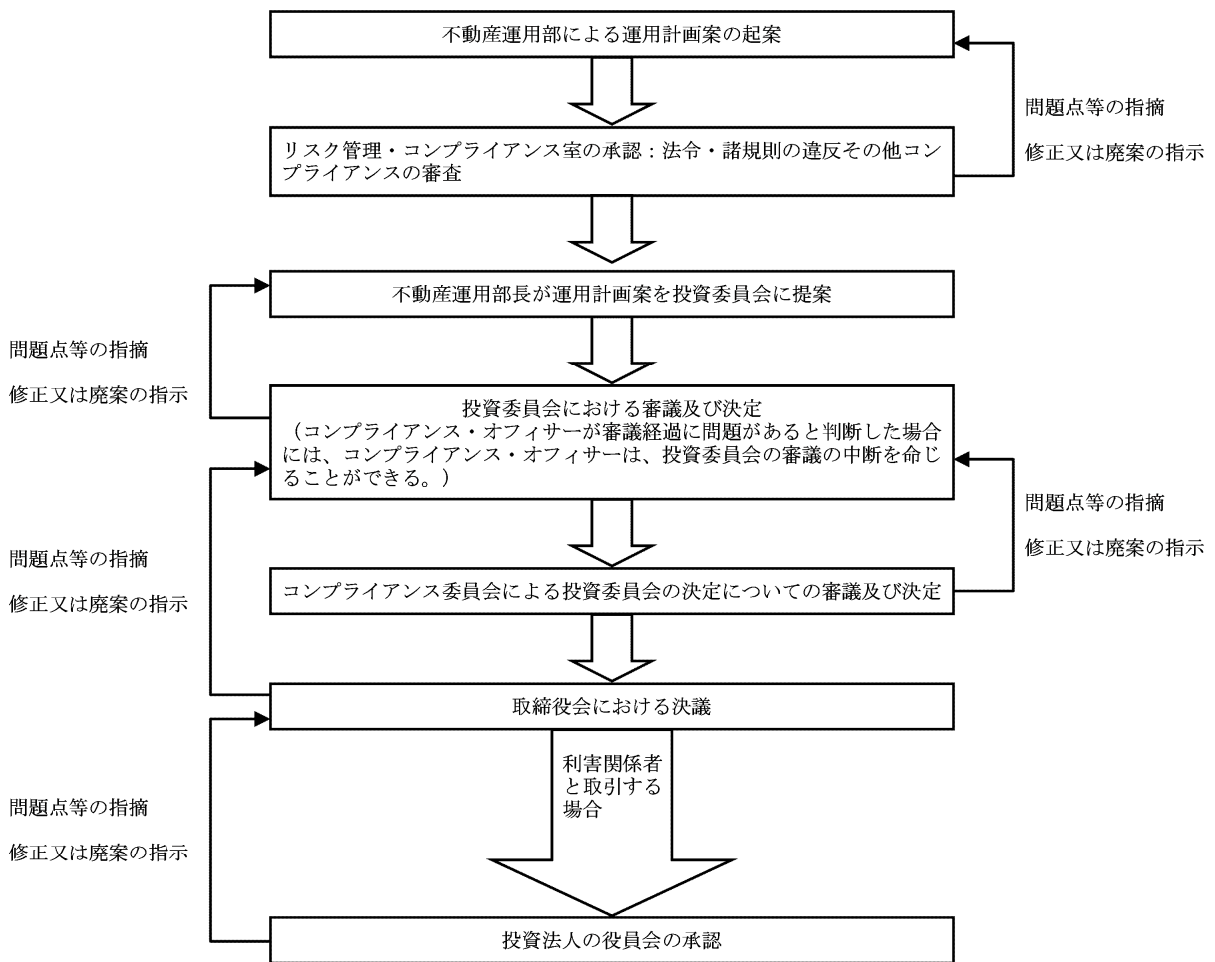 不動産運用部による運用計画案の起案
問題点等の指摘
修正又は廃案の指示
リスク管理・コンプライアンス室の承認：法令・諸規則の違反その他コン
プライアンスの審査
不動産運用部長が運用計画案を投資委員会に提案
問題点等の指摘
修正又は廃案の指示
投資委員会における審議及び決定
（コンプライアンス・オフィサーが審議経過に問題があると判断した場合
には、コンプライアンス・オフィサーは、投資委員会の審議の中断を命じ
ることができる。）
問題点等の指摘
修正又は廃案の指示
問題点等の指摘
修正又は廃案の指示
コンプライアンス委員会による投資委員会の決定についての審議及び決定
取締役会における決議
利害関係者
と取引する
場合
問題点等の指摘
修正又は廃案の指示
投資法人の役員会の承認